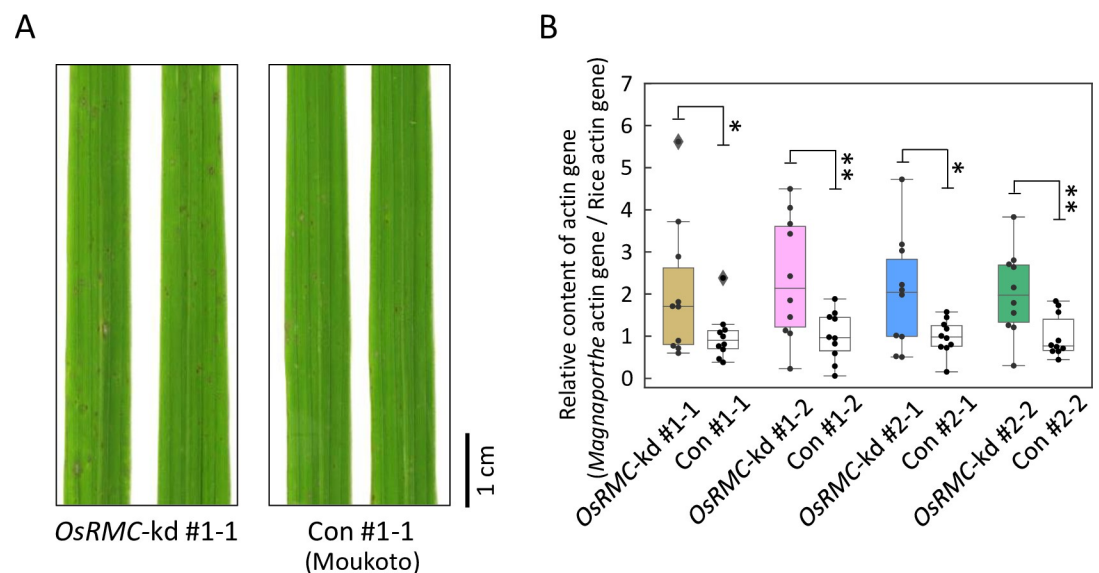 A
OsRMC-kd #1-1
Con #1-1
(Moukoto)
1 cm
B
Relative content of actin gene
(Magnaporthe actin gene / Rice actin gene)
7
6
5
4
3
2
1
0
*
**
*
**
OsRMC-kd #1-1
Con #1-1
OsRMC-kd #1-2
Con #1-2
OsRMC-kd #2-1
Con #2-1
OsRMC-kd #2-2
Con #2-2